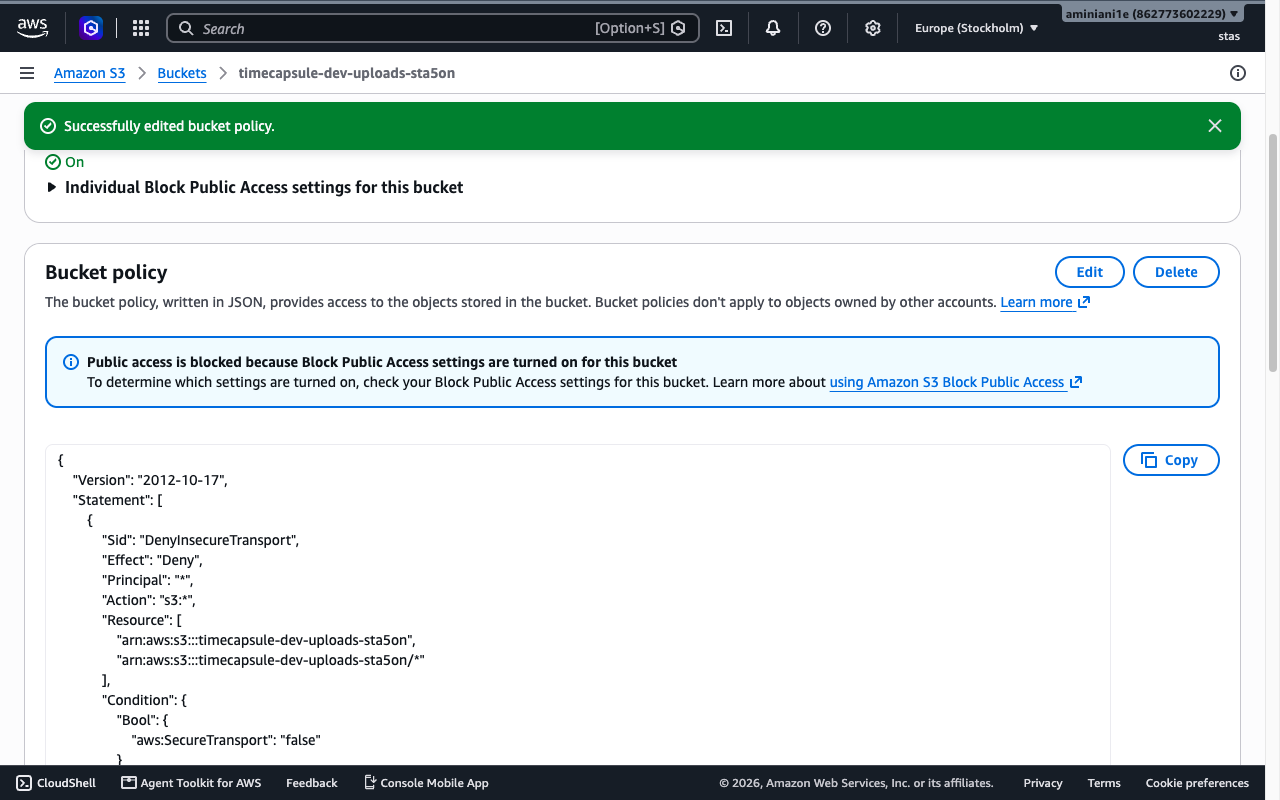 aws
Search [Option+S]
Europe (Stockholm)
aminiani1e (862773602229)
stas
Amazon S3 Buckets timecapsule-dev-uploads-sta5on
Successfully edited bucket policy.
On
Individual Block Public Access settings for this bucket
Bucket policy
Edit Delete
The bucket policy, written in JSON, provides access to the objects stored in the bucket. Bucket policies don't apply to objects owned by other accounts. Learn more
Public access is blocked because Block Public Access settings are turned on for this bucket
To determine which settings are turned on, check your Block Public Access settings for this bucket. Learn more about using Amazon S3 Block Public Access
Copy
{
"Version": "2012-10-17",
"Statement": [
{
"Sid": "DenyInsecureTransport",
"Effect": "Deny",
"Principal": "*",
"Action": "s3:*",
"Resource": [
"arn:aws:s3:::timecapsule-dev-uploads-sta5on",
"arn:aws:s3:::timecapsule-dev-uploads-sta5on/*"
],
"Condition": {
"Bool": {
"aws:SecureTransport": "false"
}
CloudShell Agent Toolkit for AWS Feedback Console Mobile App © 2026, Amazon Web Services, Inc. or its affiliates. Privacy Terms Cookie preferences